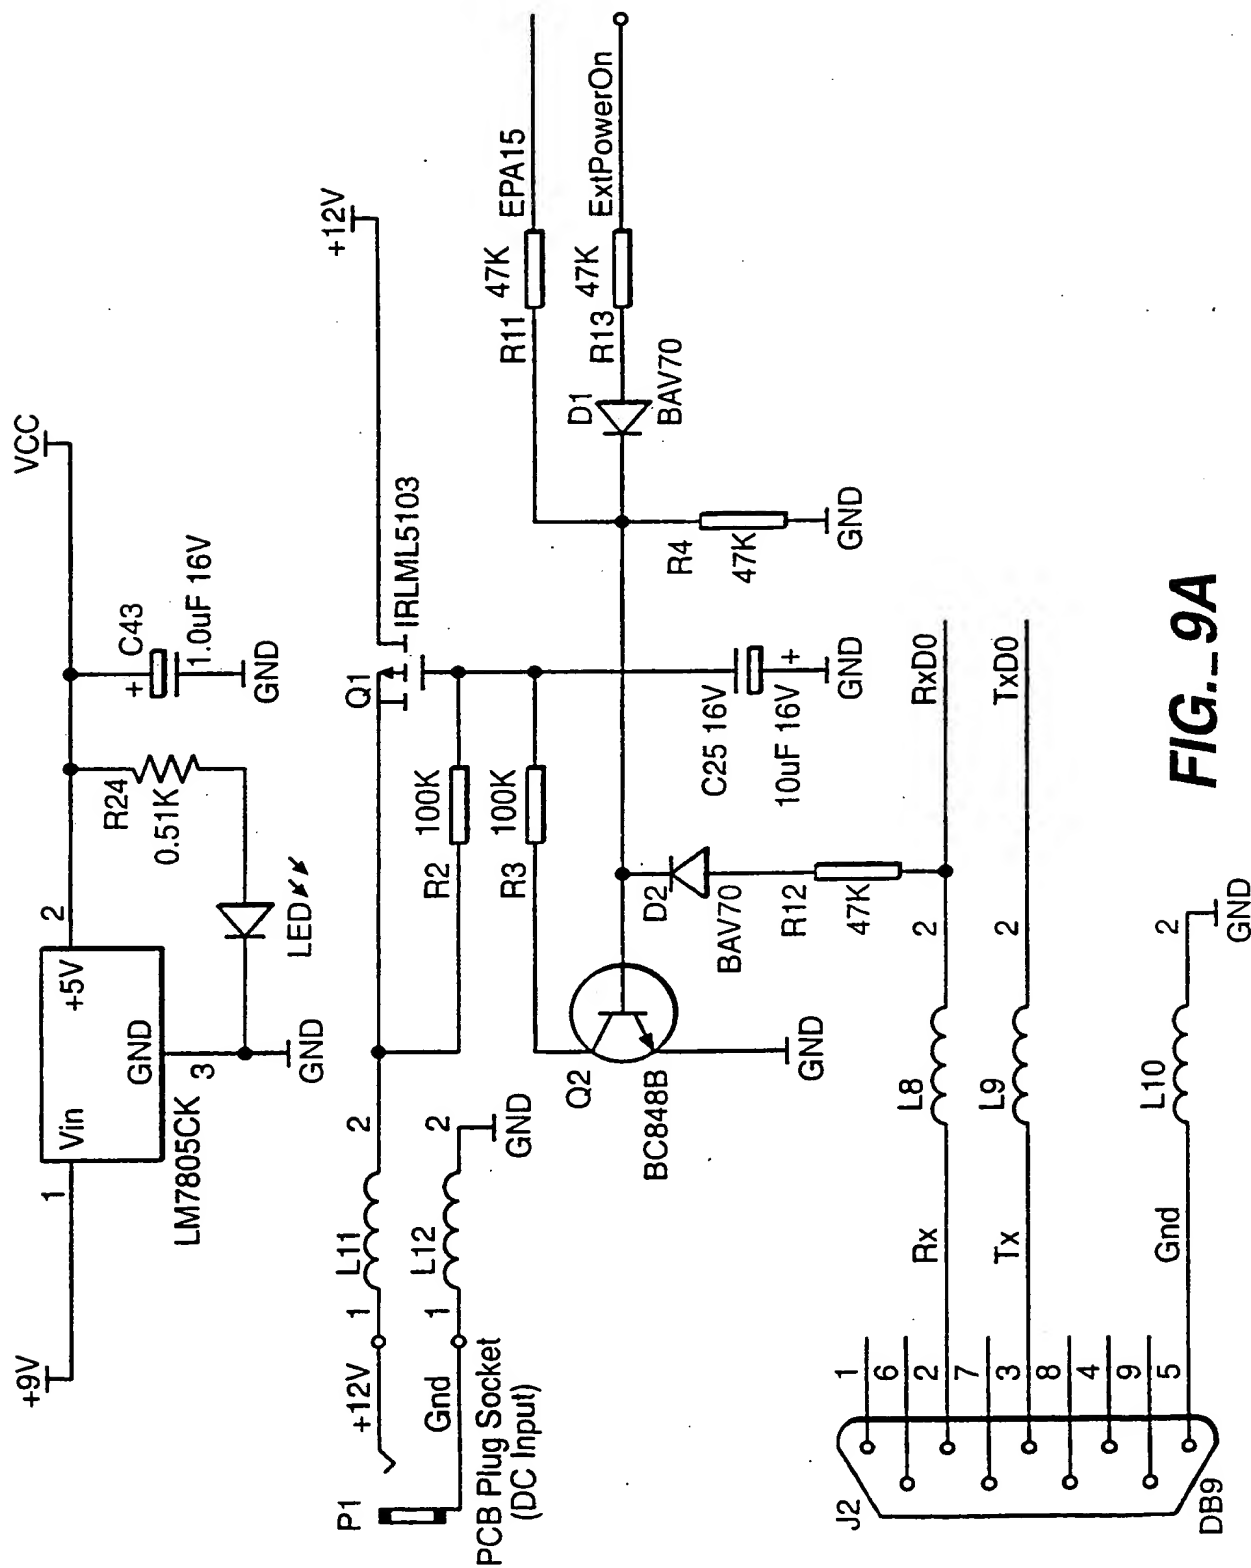 +9V
1
Vin
+5V
GND
LM7805CK
2
3
GND
LED
R24
0.51K
+
C43
1.0uF 16V
GND
VCC
P1
PCB Plug Socket
(DC Input)
+12V
1
L11
2
Gnd
1
L12
2
GND
R2
100K
R3
100K
Q1
IRLML5103
+12V
Q2
BC848B
GND
D2
BAV70
R12
47K
C25 16V
10uF 16V
+
GND
R4
47K
GND
D1
BAV70
R11
47K
EPA15
R13
47K
ExtPowerOn
J2
DB9
1
6
2
7
3
8
4
9
5
Rx
L8
2
RxD0
Tx
L9
2
TxD0
Gnd
L10
2
GND
FIG._9A